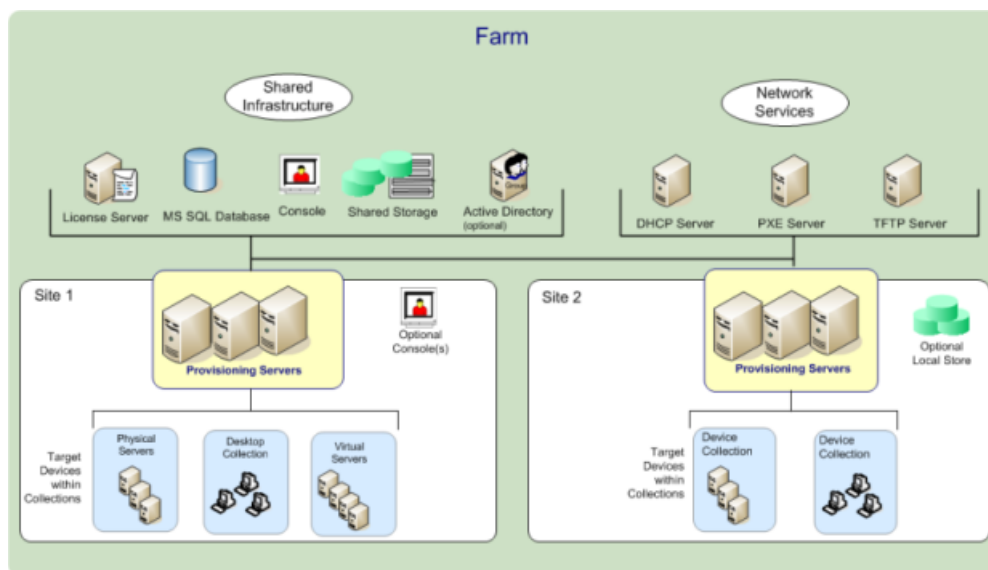 Farm
Shared
Infrastructure
Network
Services
License Server
MS SQL Database
Console
Shared Storage
Group
Active Directory
(optional)
DHCP Server
PXE Server
TFTP Server
Site 1
Provisioning Servers
Optional
Console(s)
Target
Devices
within
Collections
Physical
Servers
Desktop
Collection
Virtual
Servers
Site 2
Provisioning Servers
Optional
Local Store
Target
Devices
within
Collections
Device
Collection
Device
Collection